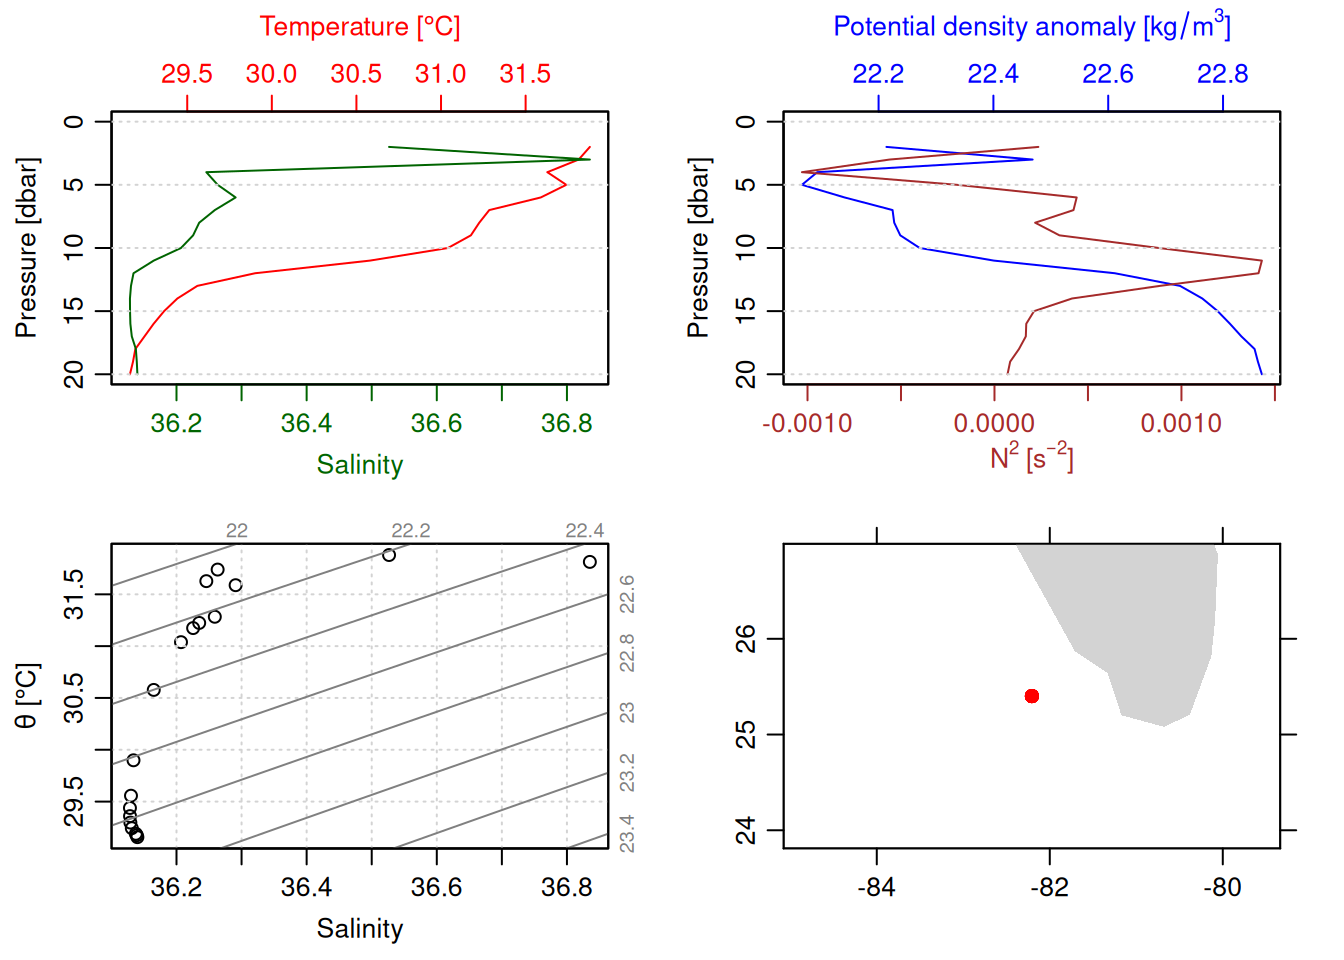 Temperature [°C]
29.5 30.0 30.5 31.0 31.5
Pressure [dbar]
0
5
10
15
20
36.2 36.4 36.6 36.8
Salinity
Potential density anomaly [kg/m³]
22.2 22.4 22.6 22.8
Pressure [dbar]
0
5
10
15
20
-0.0010 0.0000 0.0010
N² [s⁻²]
22 22.2 22.4
θ [°C]
31.5
30.5
29.5
22.6
22.8
23
23.2
23.4
36.2 36.4 36.6 36.8
Salinity
26
25
24
-84 -82 -80